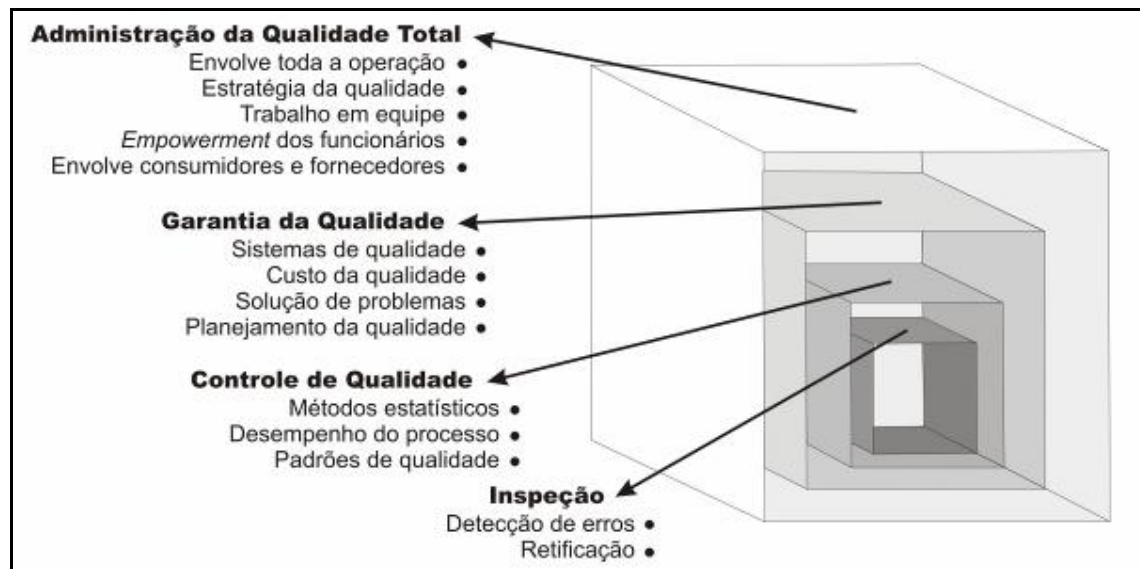 Administração da Qualidade Total
Envolve toda a operação •
Estratégia da qualidade •
Trabalho em equipe •
Empowerment dos funcionários •
Envolve consumidores e fornecedores •
Garantia da Qualidade
Sistemas de qualidade •
Custo da qualidade •
Solução de problemas •
Planejamento da qualidade •
Controle de Qualidade
Métodos estatísticos •
Desempenho do processo •
Padrões de qualidade •
Inspeção
Detecção de erros •
Retificação •